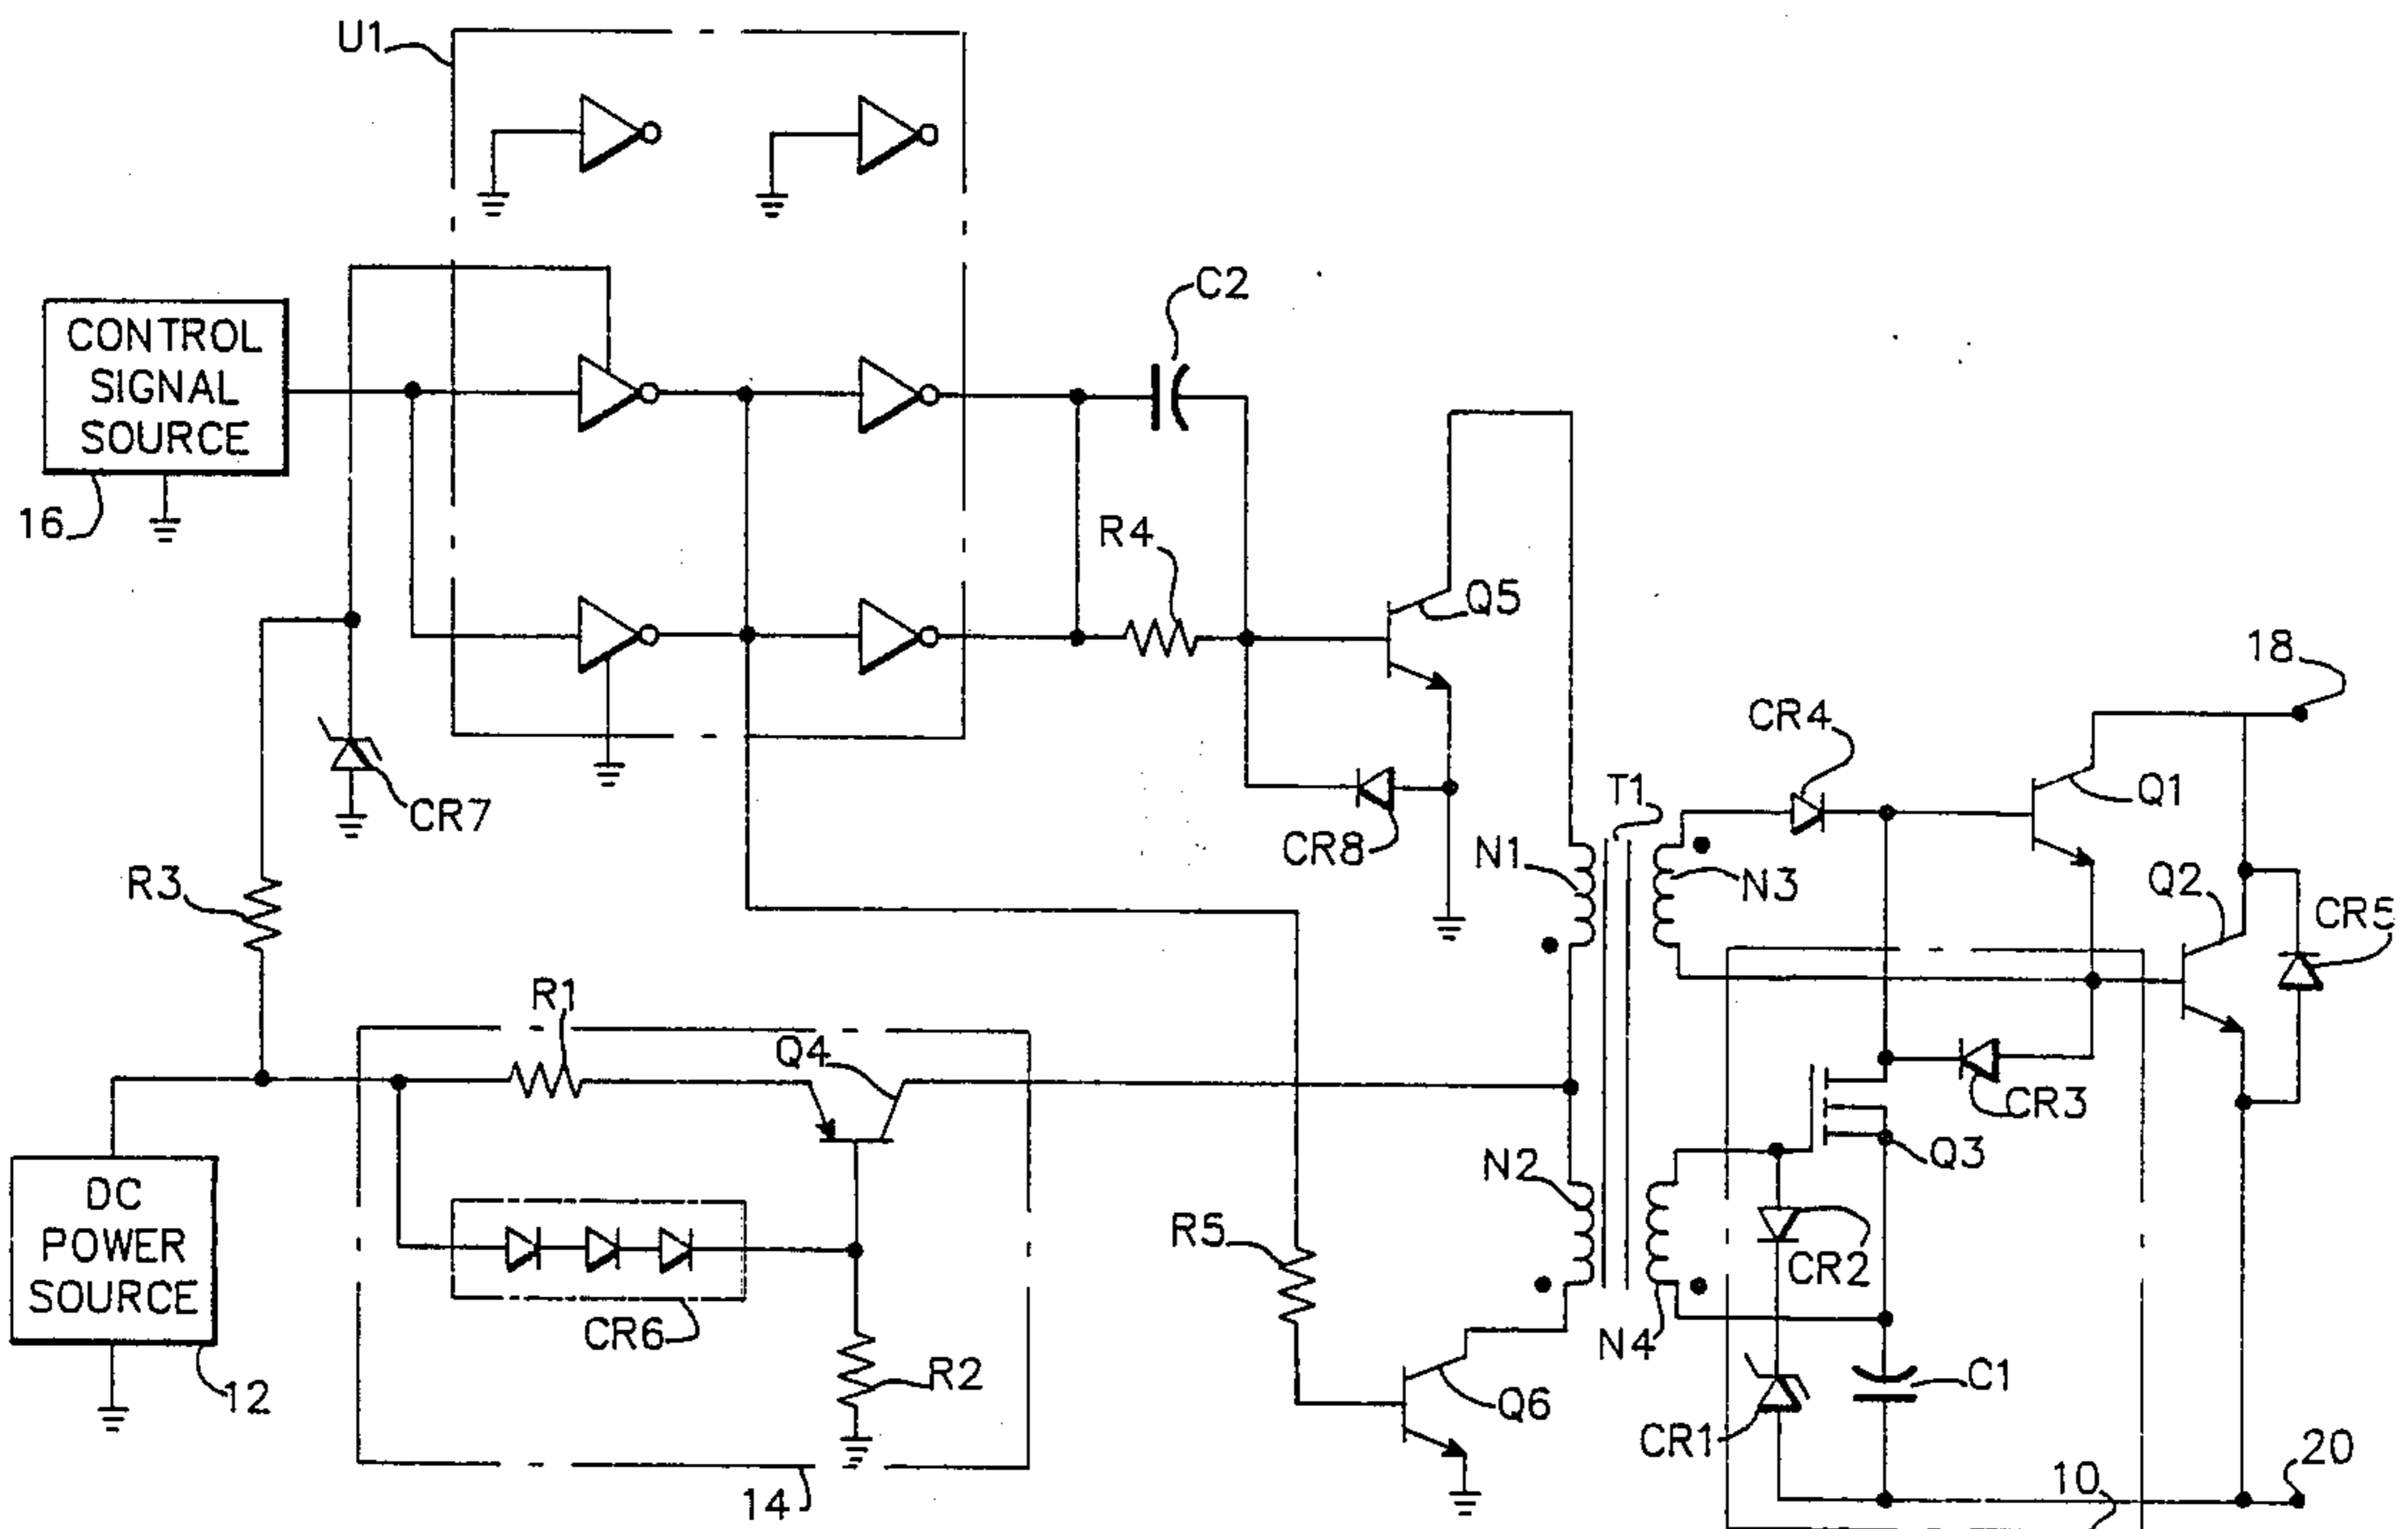 U1
C2
CONTROL
SIGNAL
SOURCE
16
R4
Q5
18
CR7
CR4
T1
Q1
CR8
N1
N3
R3
Q2
CR5
R1
Q4
CR3
N2
Q3
DC
POWER
SOURCE
R5
CR2
CR6
N4
R2
C1
12
Q6
CR1
20
14
10